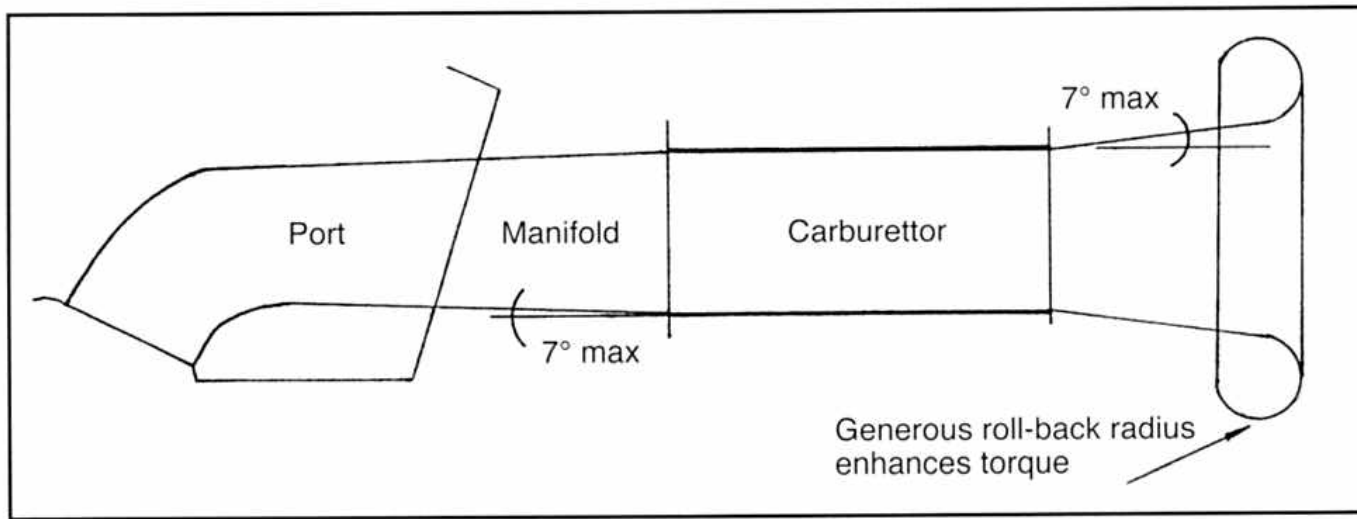 7° max
Port
Manifold
Carburettor
7° max
Generous roll-back radius
enhances torque